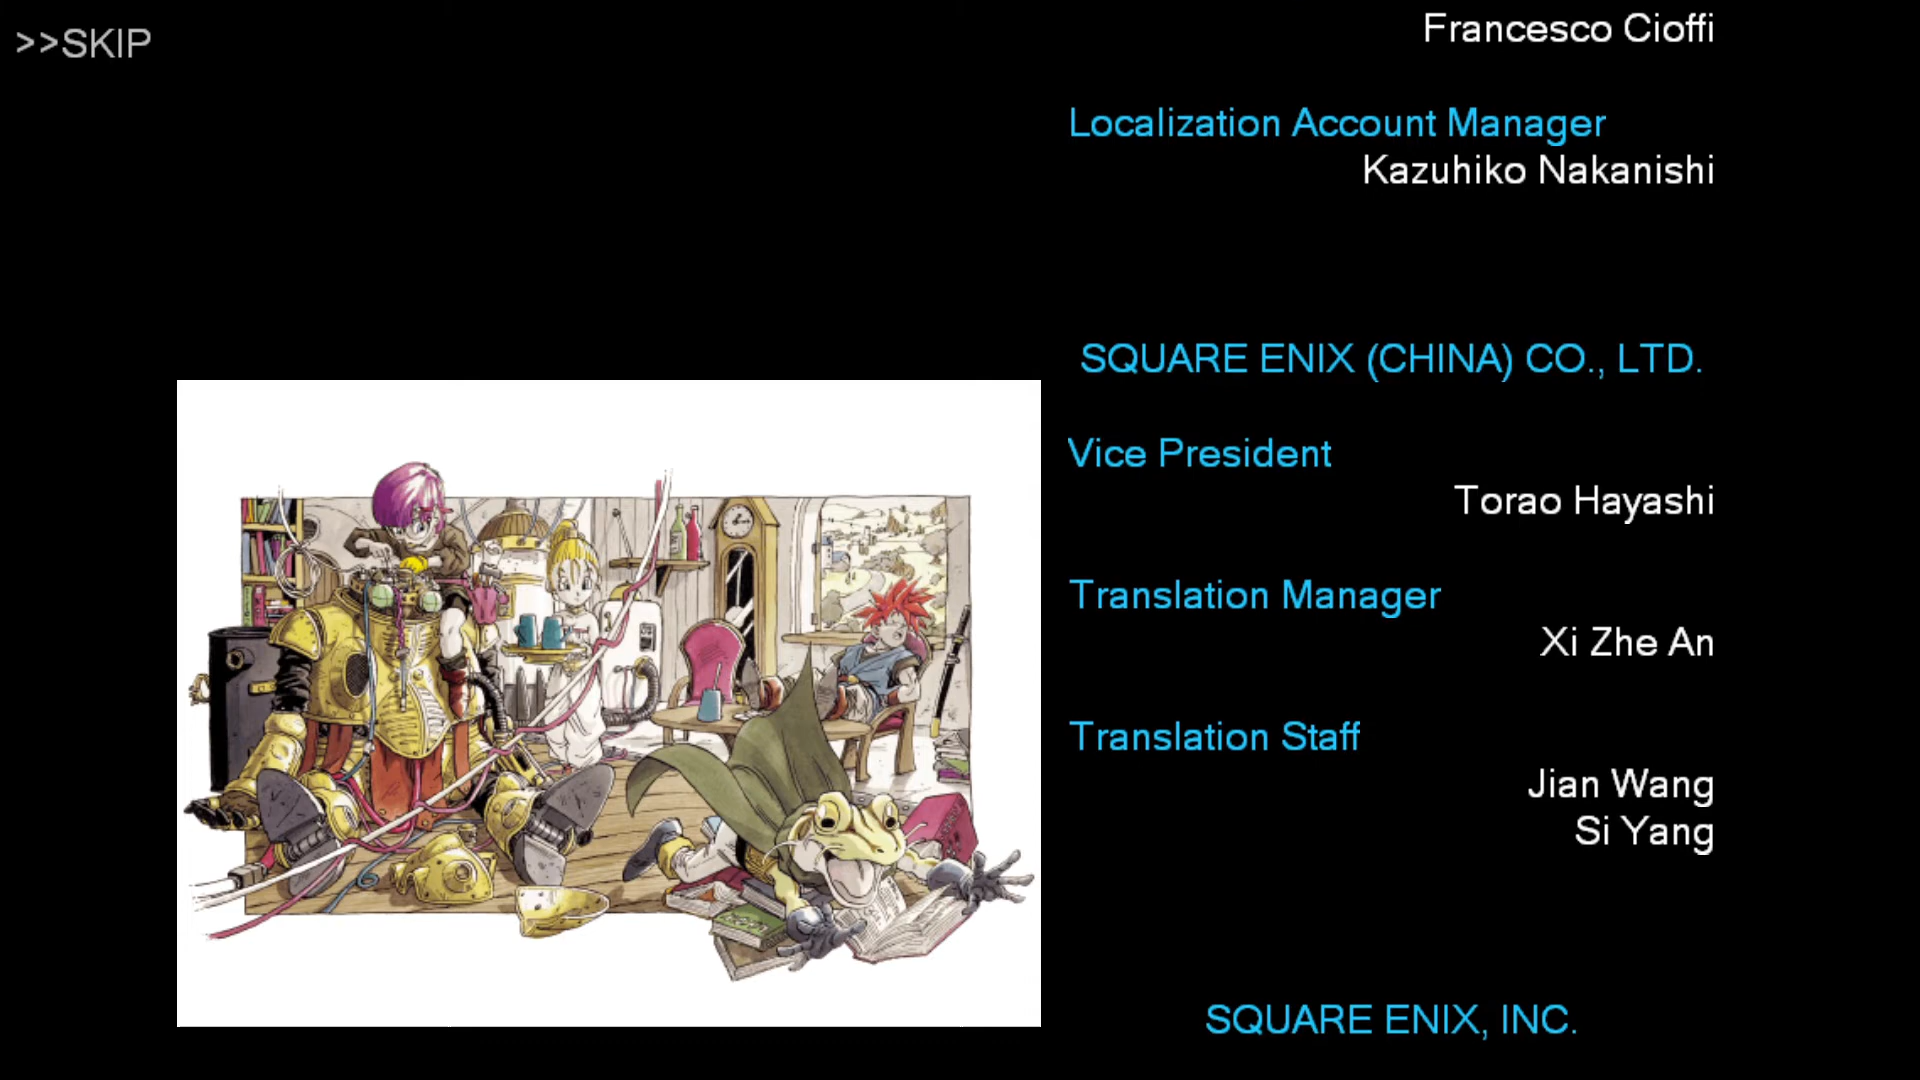 >>SKIP
Francesco Cioffi
Localization Account Manager
Kazuhiko Nakanishi
SQUARE ENIX (CHINA) CO., LTD.
Vice President
Torao Hayashi
Translation Manager
Xi Zhe An
Translation Staff
Jian Wang
Si Yang
SQUARE ENIX, INC.